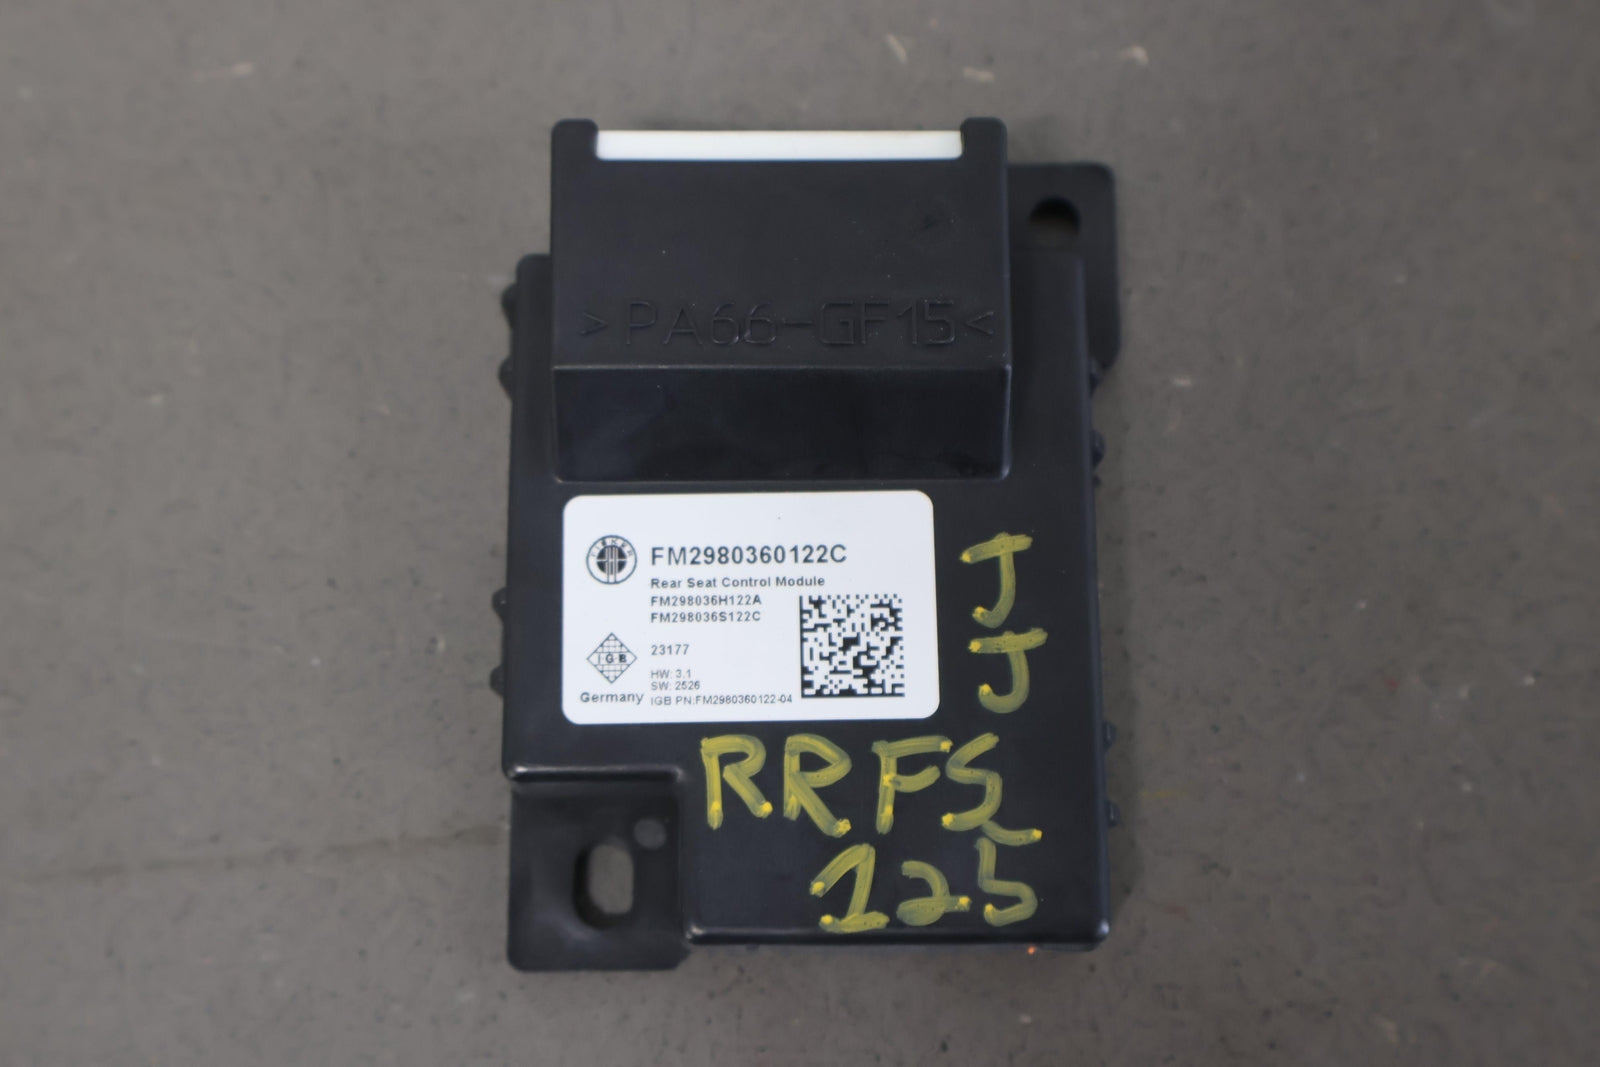 >PA66-GF15<
FISKER
FM2980360122C
Rear Seat Control Module
FM298036H122A
FM298036S122C
IGB
23177
HW: 3.1
SW: 2526
Germany
IGB PN:FM2980360122-04
J
J
RRFS
125